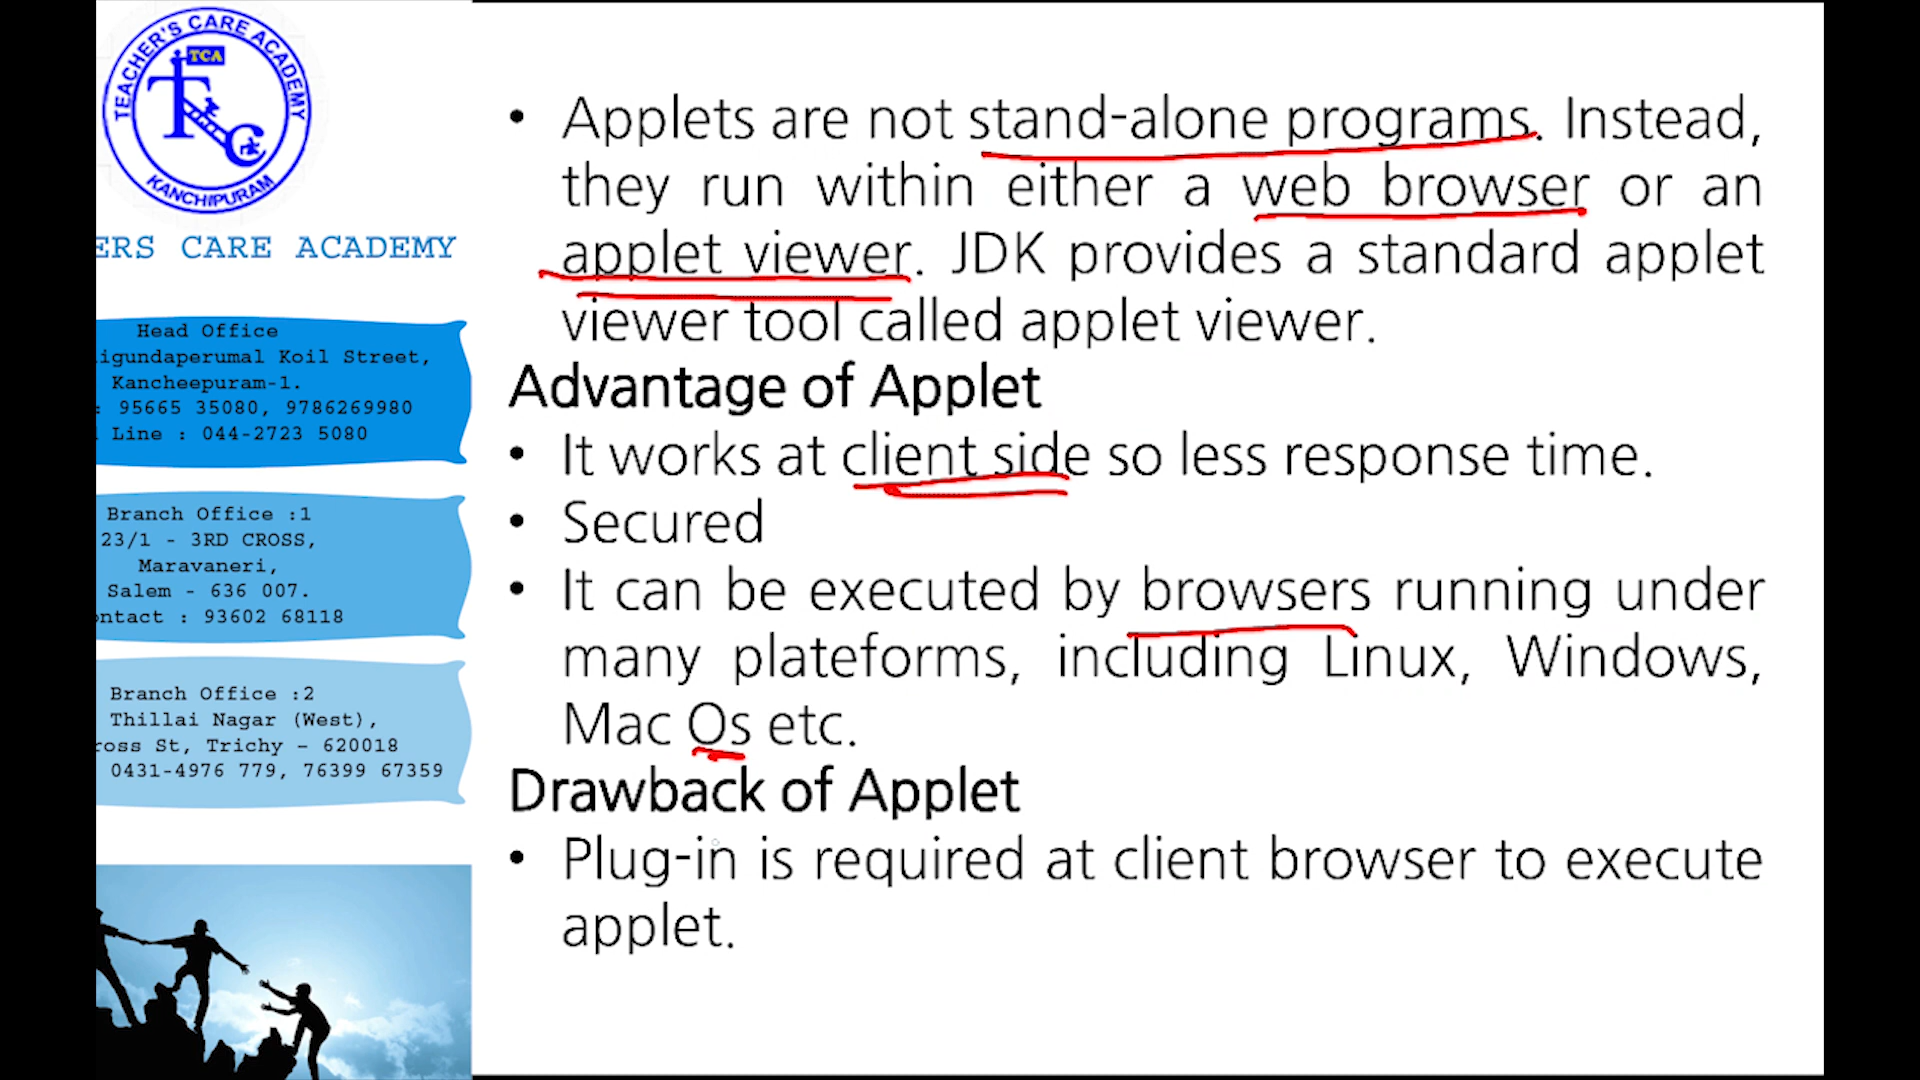 TEACHER'S CARE ACADEMY
TCA
KANCHIPURAM
ERS CARE ACADEMY
Head Office
igundaperumal Koil Street,
Kancheepuram-1.
: 95665 35080, 9786269980
Line : 044-2723 5080
Branch Office :1
23/1 - 3RD CROSS,
Maravaneri,
Salem - 636 007.
ontact : 93602 68118
Branch Office :2
Thillai Nagar (West),
ross St, Trichy – 620018
0431-4976 779, 76399 67359
• Applets are not stand-alone programs. Instead,
they run within either a web browser or an
applet viewer. JDK provides a standard applet
viewer tool called applet viewer.
Advantage of Applet
• It works at client side so less response time.
• Secured
• It can be executed by browsers running under
many plateforms, including Linux, Windows,
Mac Os etc.
Drawback of Applet
• Plug-in is required at client browser to execute
applet.